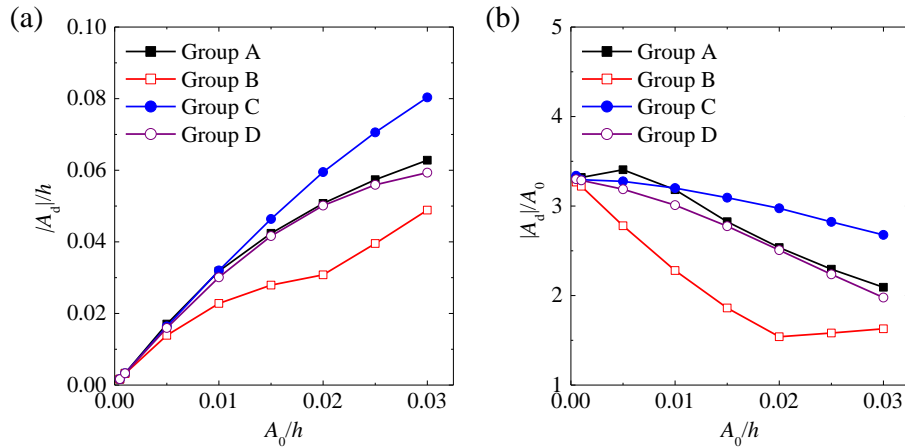 (a)
|A_d|/h
0.10
0.08
0.06
0.04
0.02
0.00
Group A
Group B
Group C
Group D
0.00 0.01 0.02 0.03
A_0/h
(b)
|A_d|/A_0
5
4
3
2
1
Group A
Group B
Group C
Group D
0.00 0.01 0.02 0.03
A_0/h